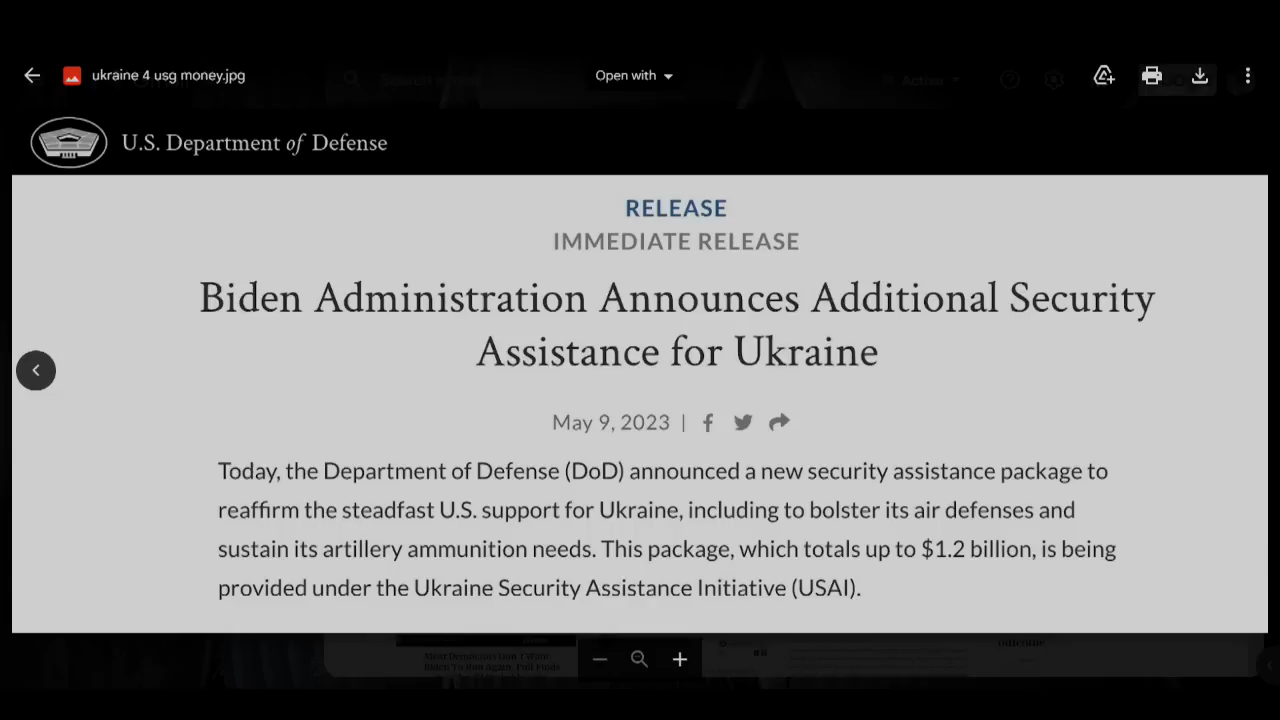 ukraine 4 usg money.jpg
Open with
U.S. Department of Defense
RELEASE
IMMEDIATE RELEASE
Biden Administration Announces Additional Security
Assistance for Ukraine
May 9, 2023 |
Today, the Department of Defense (DoD) announced a new security assistance package to
reaffirm the steadfast U.S. support for Ukraine, including to bolster its air defenses and
sustain its artillery ammunition needs. This package, which totals up to $1.2 billion, is being
provided under the Ukraine Security Assistance Initiative (USAI).